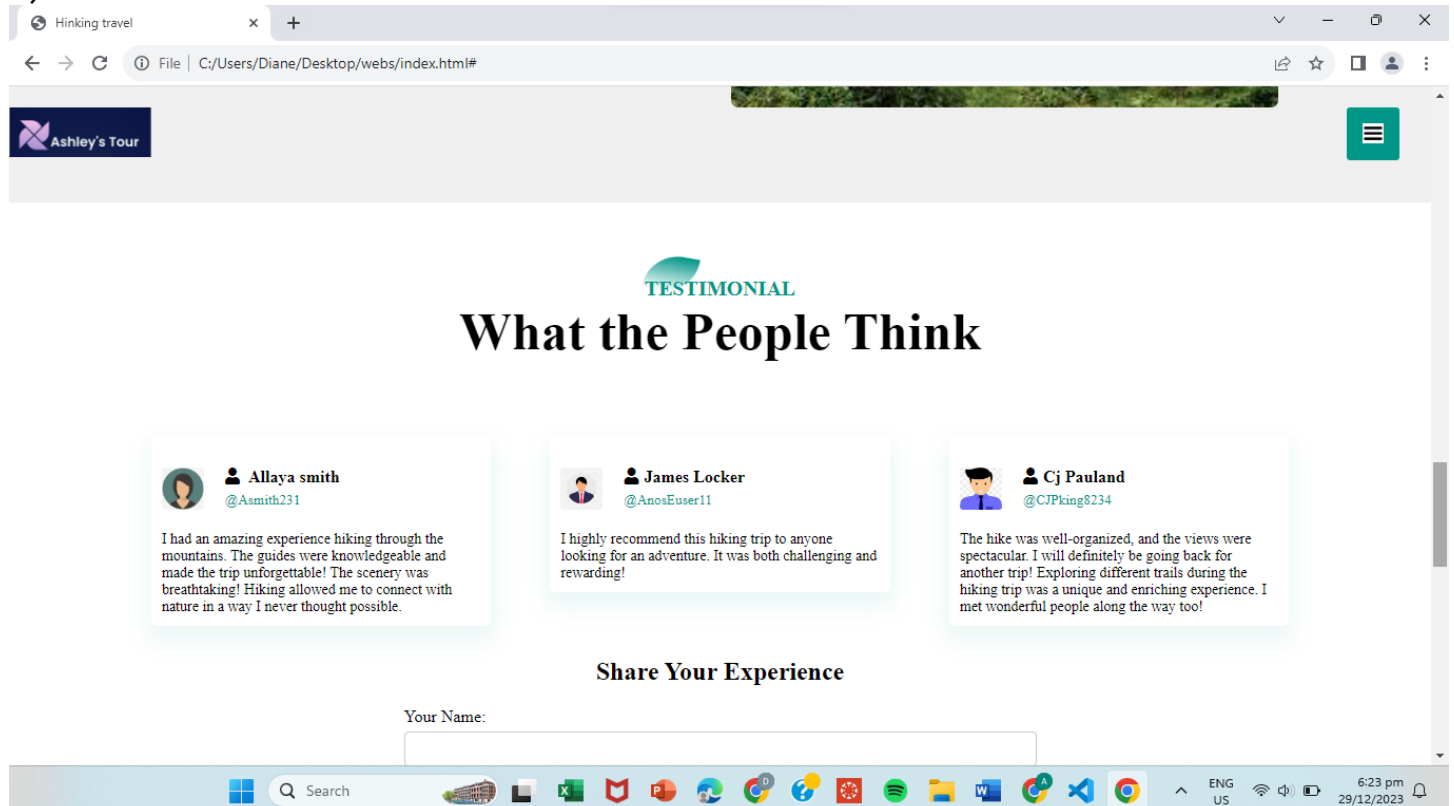 Hinking travel
File | C:/Users/Diane/Desktop/webs/index.html#
Ashley's Tour
TESTIMONIAL
What the People Think
Allaya smith
@Asmith231
I had an amazing experience hiking through the
mountains. The guides were knowledgeable and
made the trip unforgettable! The scenery was
breathtaking! Hiking allowed me to connect with
nature in a way I never thought possible.
James Locker
@AnosEuser11
I highly recommend this hiking trip to anyone
looking for an adventure. It was both challenging and
rewarding!
Cj Pauland
@CJPking8234
The hike was well-organized, and the views were
spectacular. I will definitely be going back for
another trip! Exploring different trails during the
hiking trip was a unique and enriching experience. I
met wonderful people along the way too!
Share Your Experience
Your Name:
Search
ENG
US
6:23 pm
29/12/2023